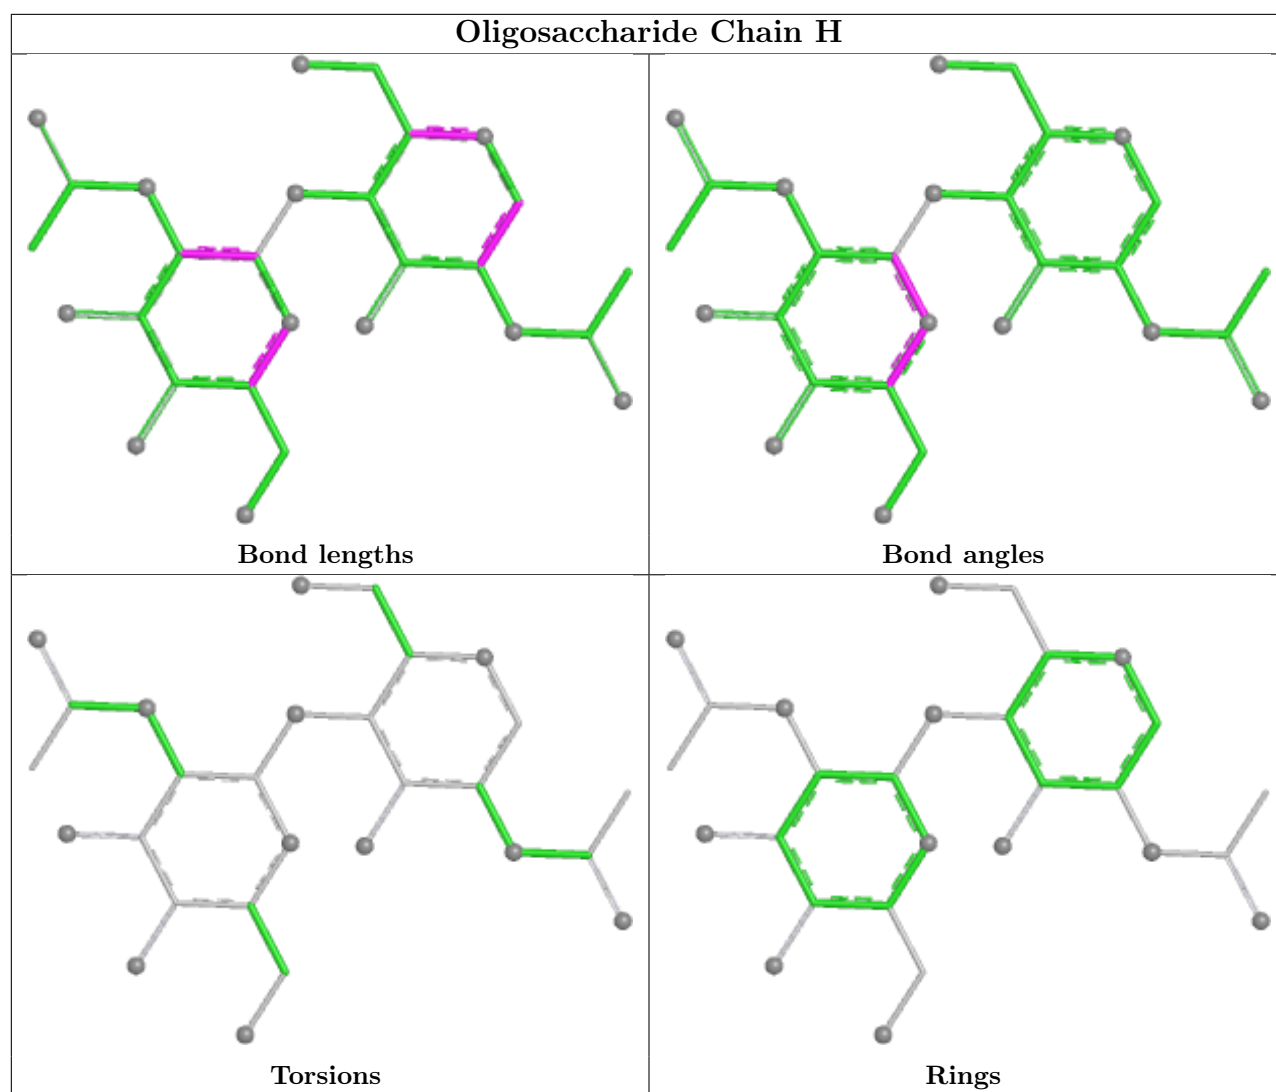 Oligosaccharide Chain H
Bond lengths
Bond angles
Torsions
Rings